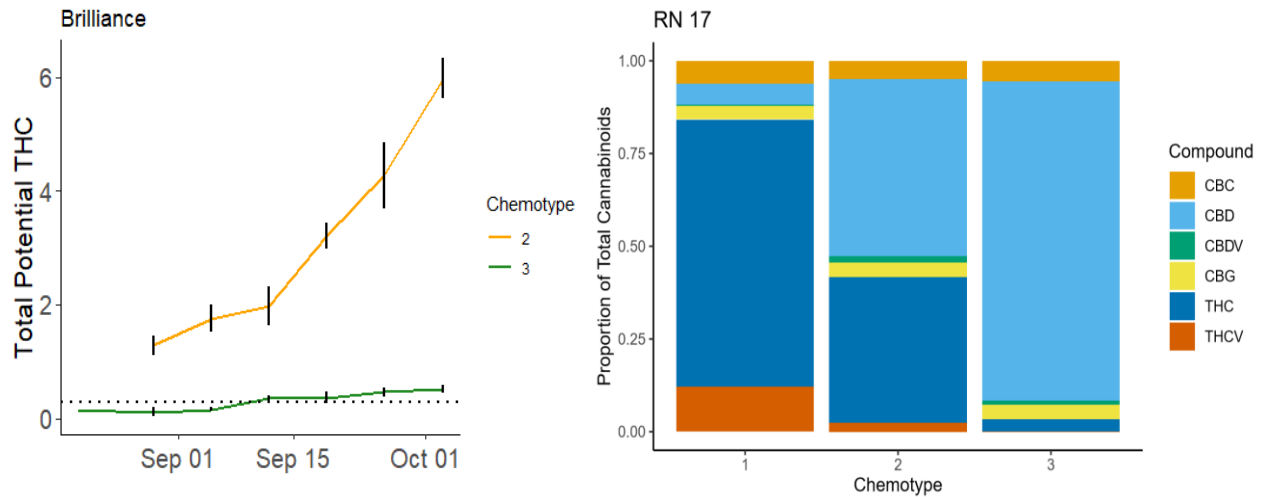 Brilliance
Total Potential THC
6
4
2
0
Sep 01
Sep 15
Oct 01
Chemotype
2
3
RN 17
Proportion of Total Cannabinoids
1.00
0.75
0.50
0.25
0.00
1
2
3
Chemotype
Compound
CBC
CBD
CBDV
CBG
THC
THCV